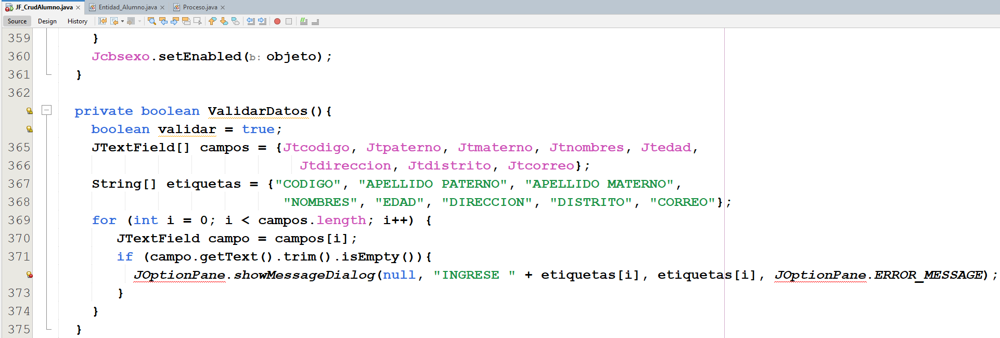 JF_CrudAlumno.java Entidad_Alumno.java Proceso.java
Source Design History
359 }
360 Jcbsexo.setEnabled(b: objeto);
361 }
362
private boolean ValidarDatos(){
boolean validar = true;
365 JTextField[] campos = {Jtcodigo, Jtpaterno, Jtmaterno, Jtnombres, Jtedad,
366 Jtdireccion, Jtdistrito, Jtcorreo};
367 String[] etiquetas = {"CODIGO", "APELLIDO PATERNO", "APELLIDO MATERNO",
368 "NOMBRES", "EDAD", "DIRECCION", "DISTRITO", "CORREO"};
369 for (int i = 0; i < campos.length; i++) {
370 JTextField campo = campos[i];
371 if (campo.getText().trim().isEmpty()){
JOptionPane.showMessageDialog(null, "INGRESE " + etiquetas[i], etiquetas[i], JOptionPane.ERROR_MESSAGE);
373 }
374 }
375 }